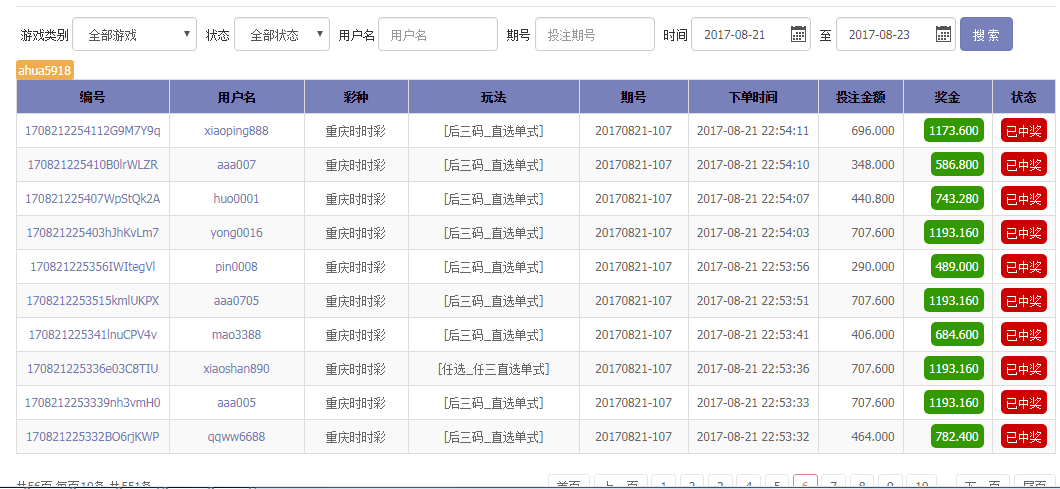 游戏类别 全部游戏 状态 全部状态 用户名 用户名 期号 投注期号 时间 2017-08-21 至 2017-08-23 搜 索
ahua5918
编号 用户名 彩种 玩法 期号 下单时间 投注金额 奖金 状态
1708212254112G9M7Y9q xiaoping888 重庆时时彩 [后三码_直选单式] 20170821-107 2017-08-21 22:54:11 696.000 1173.600 已中奖
170821225410B0lrWLZR aaa007 重庆时时彩 [后三码_直选单式] 20170821-107 2017-08-21 22:54:10 348.000 586.800 已中奖
170821225407WpStQk2A huo0001 重庆时时彩 [后三码_直选单式] 20170821-107 2017-08-21 22:54:07 440.800 743.280 已中奖
170821225403hJhKvLm7 yong0016 重庆时时彩 [后三码_直选单式] 20170821-107 2017-08-21 22:54:03 707.600 1193.160 已中奖
170821225356IWItegVl pin0008 重庆时时彩 [后三码_直选单式] 20170821-107 2017-08-21 22:53:56 290.000 489.000 已中奖
1708212253515kmlUKPX aaa0705 重庆时时彩 [后三码_直选单式] 20170821-107 2017-08-21 22:53:51 707.600 1193.160 已中奖
170821225341lnuCPV4v mao3388 重庆时时彩 [后三码_直选单式] 20170821-107 2017-08-21 22:53:41 406.000 684.600 已中奖
170821225336e03C8TIU xiaoshan890 重庆时时彩 [任选_任三直选单式] 20170821-107 2017-08-21 22:53:36 707.600 1193.160 已中奖
1708212253339nh3vmH0 aaa005 重庆时时彩 [后三码_直选单式] 20170821-107 2017-08-21 22:53:33 707.600 1193.160 已中奖
170821225332BO6rjKWP qqww6688 重庆时时彩 [后三码_直选单式] 20170821-107 2017-08-21 22:53:32 464.000 782.400 已中奖
共56页 每页10条 共551条 首页 上一页 1 2 3 4 5 6 7 8 9 10 下一页 尾页